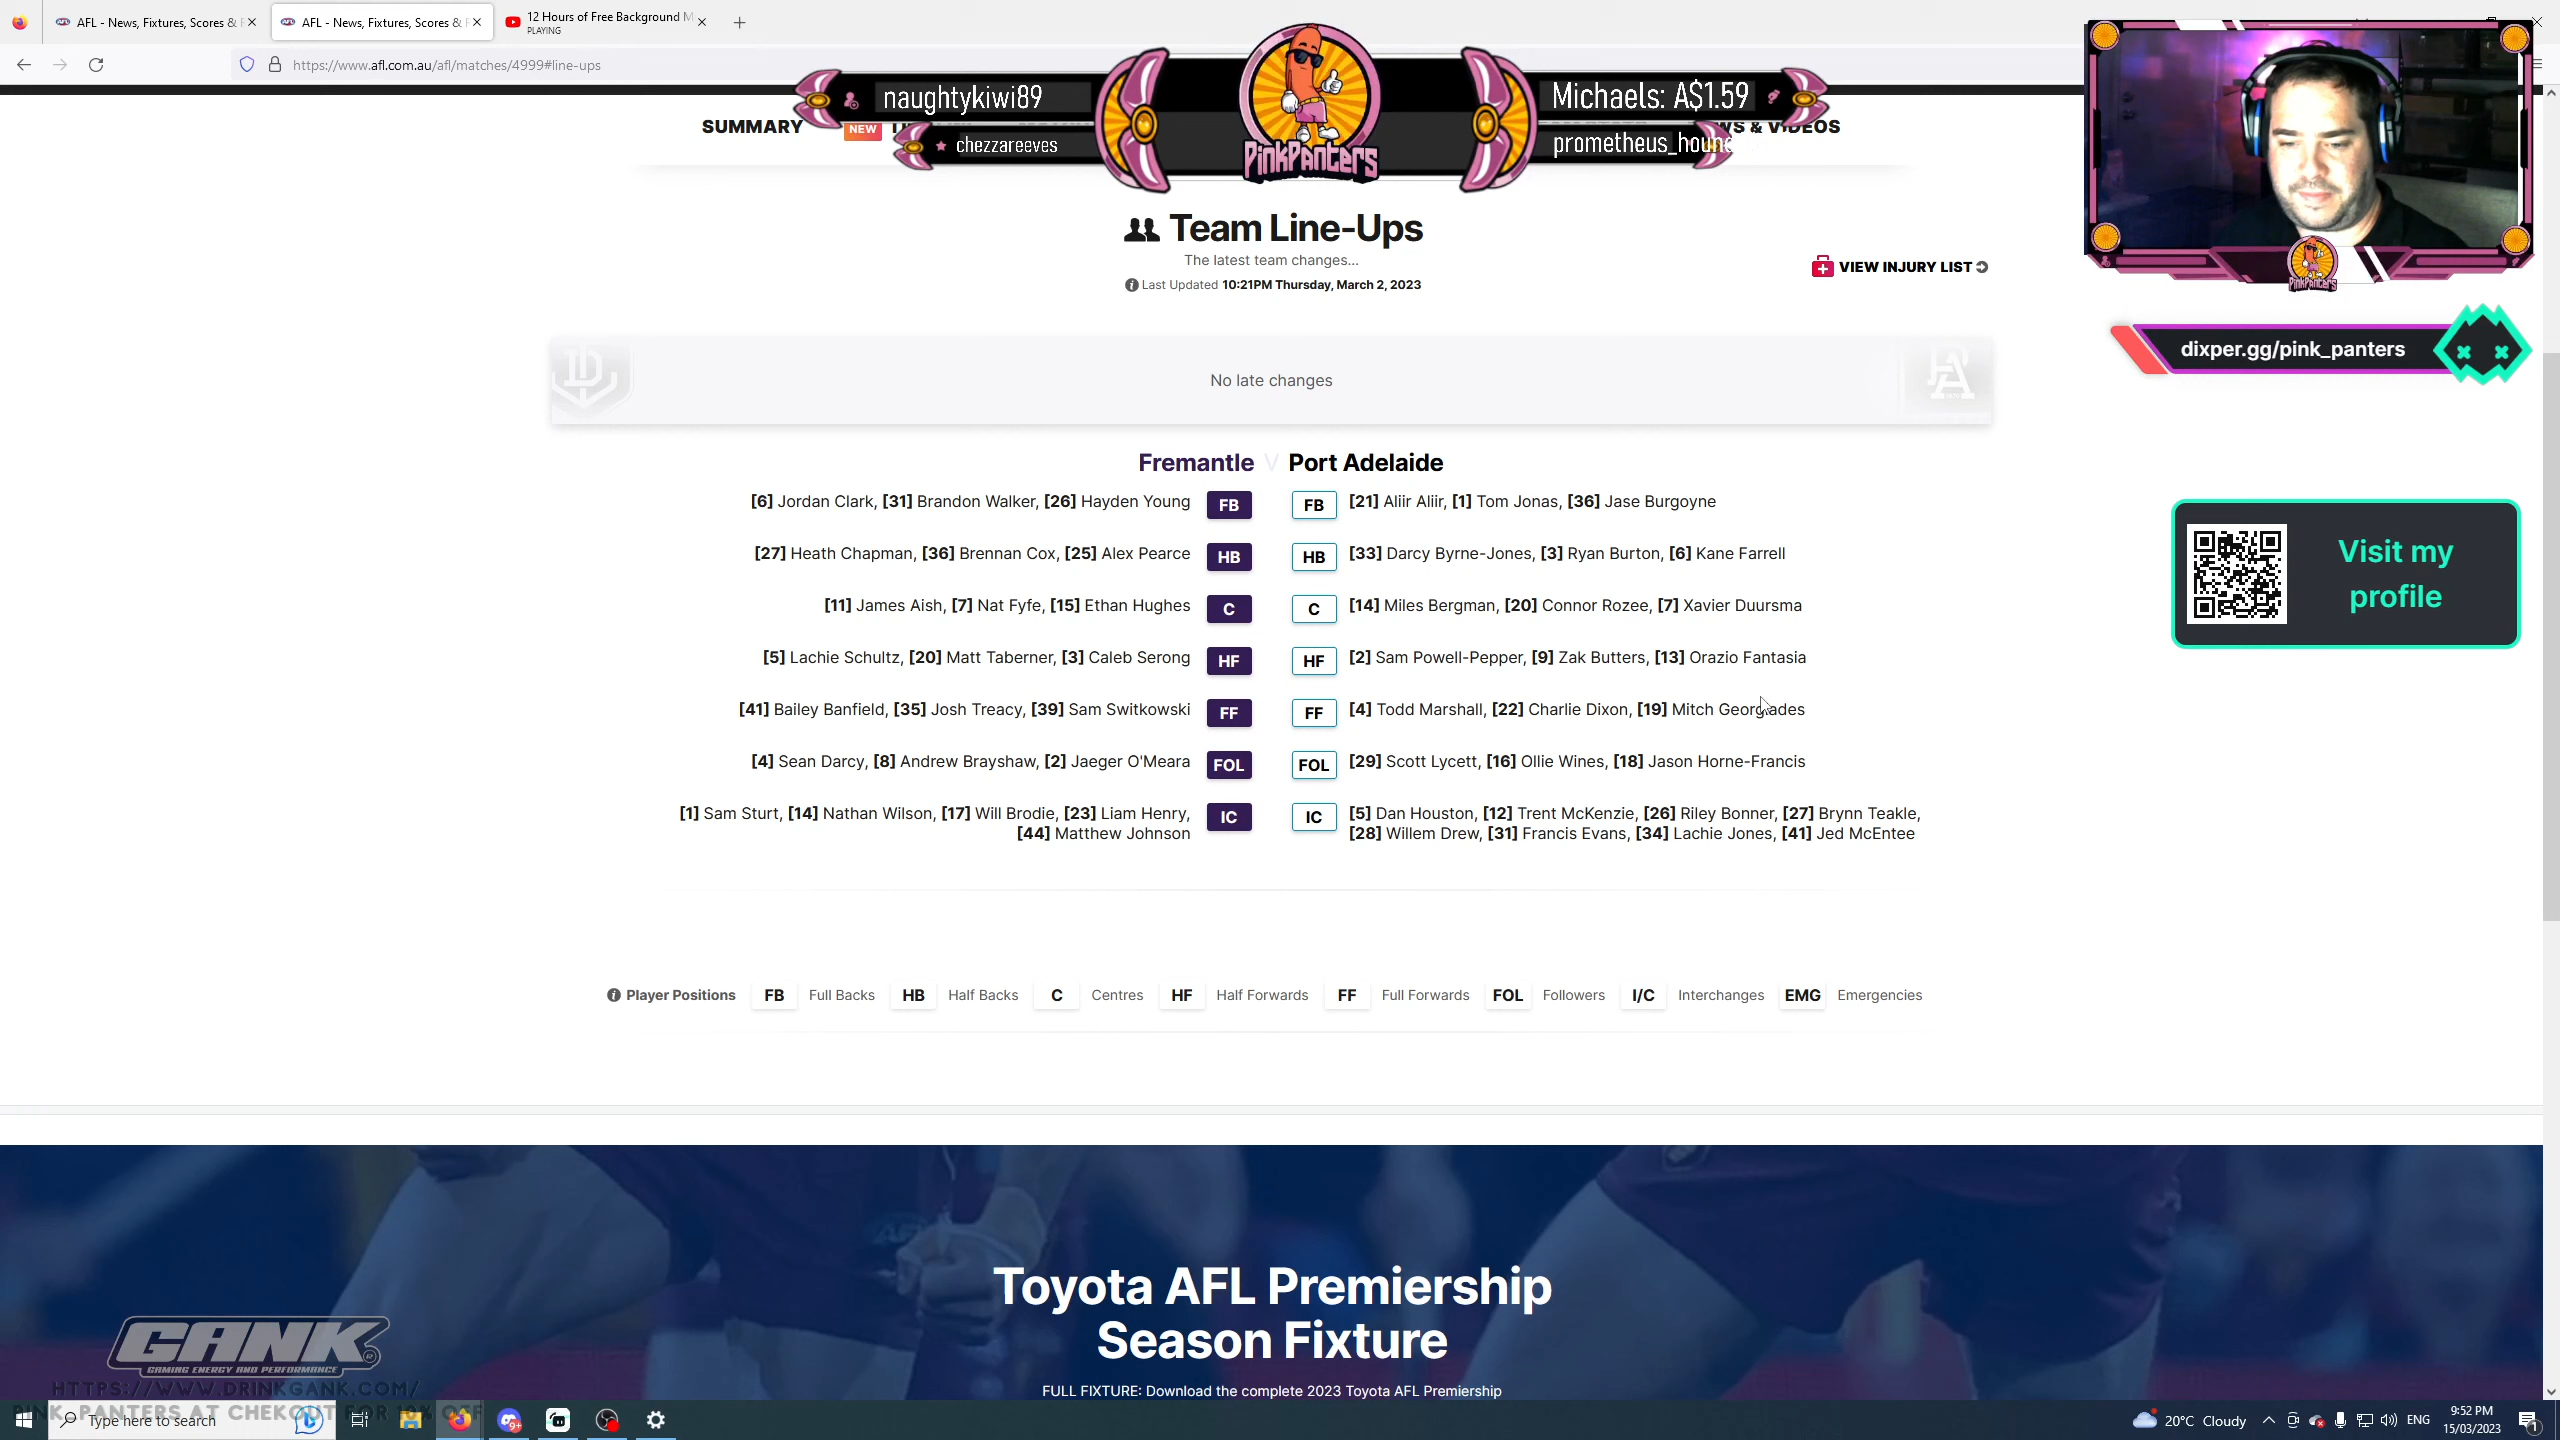 AFL - News, Fixtures, Scores & F
AFL - News, Fixtures, Scores & F
12 Hours of Free Background M
PLAYING
https://www.afl.com.au/afl/matches/4999#line-ups
naughtykiwi89
chezzareeves
PinkPanters
Michaels: A$1.59
prometheus_houn
SUMMARY
NEW
& VIDEOS
Team Line-Ups
The latest team changes...
Last Updated 10:21PM Thursday, March 2, 2023
VIEW INJURY LIST
PinkPanters
dixper.gg/pink_panters
No late changes
Fremantle V Port Adelaide
[6] Jordan Clark, [31] Brandon Walker, [26] Hayden Young FB FB [21] Aliir Aliir, [1] Tom Jonas, [36] Jase Burgoyne
[27] Heath Chapman, [36] Brennan Cox, [25] Alex Pearce HB HB [33] Darcy Byrne-Jones, [3] Ryan Burton, [6] Kane Farrell
[11] James Aish, [7] Nat Fyfe, [15] Ethan Hughes C C [14] Miles Bergman, [20] Connor Rozee, [7] Xavier Duursma
[5] Lachie Schultz, [20] Matt Taberner, [3] Caleb Serong HF HF [2] Sam Powell-Pepper, [9] Zak Butters, [13] Orazio Fantasia
[41] Bailey Banfield, [35] Josh Treacy, [39] Sam Switkowski FF FF [4] Todd Marshall, [22] Charlie Dixon, [19] Mitch Georgiades
[4] Sean Darcy, [8] Andrew Brayshaw, [2] Jaeger O'Meara FOL FOL [29] Scott Lycett, [16] Ollie Wines, [18] Jason Horne-Francis
[1] Sam Sturt, [14] Nathan Wilson, [17] Will Brodie, [23] Liam Henry, IC IC [5] Dan Houston, [12] Trent McKenzie, [26] Riley Bonner, [27] Brynn Teakle,
[44] Matthew Johnson [28] Willem Drew, [31] Francis Evans, [34] Lachie Jones, [41] Jed McEntee
Visit my
profile
Player Positions FB Full Backs HB Half Backs C Centres HF Half Forwards FF Full Forwards FOL Followers I/C Interchanges EMG Emergencies
Toyota AFL Premiership
Season Fixture
FULL FIXTURE: Download the complete 2023 Toyota AFL Premiership
GANK
GAMING ENERGY AND PERFORMANCE
HTTPS://WWW.DRINKGANK.COM/
PINK_PANTERS AT CHEKOUT FOR 10% OFF
Type here to search
9+
20°C Cloudy
ENG
9:52 PM
15/03/2023
1